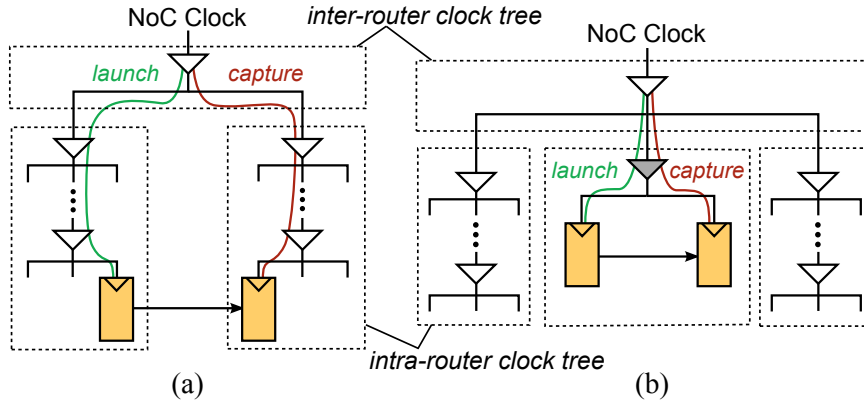 inter-router clock tree
NoC Clock
NoC Clock
launch
capture
launch
capture
intra-router clock tree
(a)
(b)